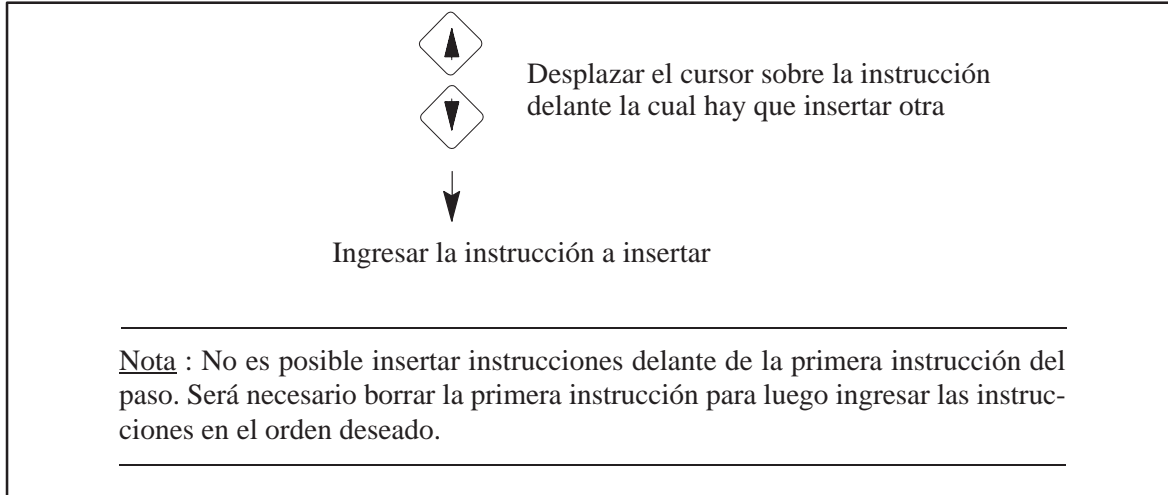 Desplazar el cursor sobre la instrucción
delante la cual hay que insertar otra
Ingresar la instrucción a insertar
Nota : No es posible insertar instrucciones delante de la primera instrucción del
paso. Será necesario borrar la primera instrucción para luego ingresar las instruc-
ciones en el orden deseado.